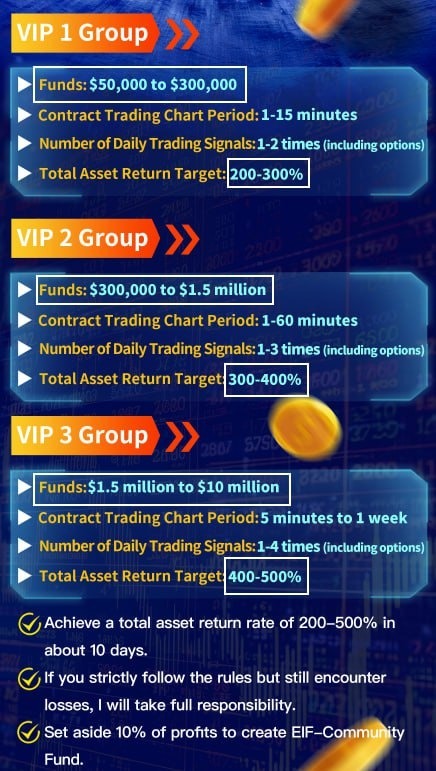 VIP 1 Group
Funds: $50,000 to $300,000
Contract Trading Chart Period: 1-15 minutes
Number of Daily Trading Signals: 1-2 times (including options)
Total Asset Return Target: 200-300%
VIP 2 Group
Funds: $300,000 to $1.5 million
Contract Trading Chart Period: 1-60 minutes
Number of Daily Trading Signals: 1-3 times (including options)
Total Asset Return Target: 300-400%
VIP 3 Group
Funds: $1.5 million to $10 million
Contract Trading Chart Period: 5 minutes to 1 week
Number of Daily Trading Signals: 1-4 times (including options)
Total Asset Return Target: 400-500%
Achieve a total asset return rate of 200–500% in
about 10 days.
If you strictly follow the rules but still encounter
losses, I will take full responsibility.
Set aside 10% of profits to create EIF–Community
Fund.